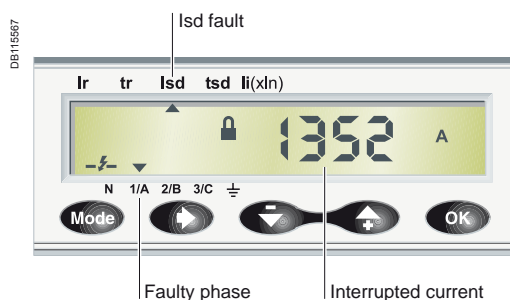 DB115567
Isd fault
Ir tr Isd tsd Ii(xIn)
1352 A
N 1/A 2/B 3/C
Mode OK
Faulty phase Interrupted current